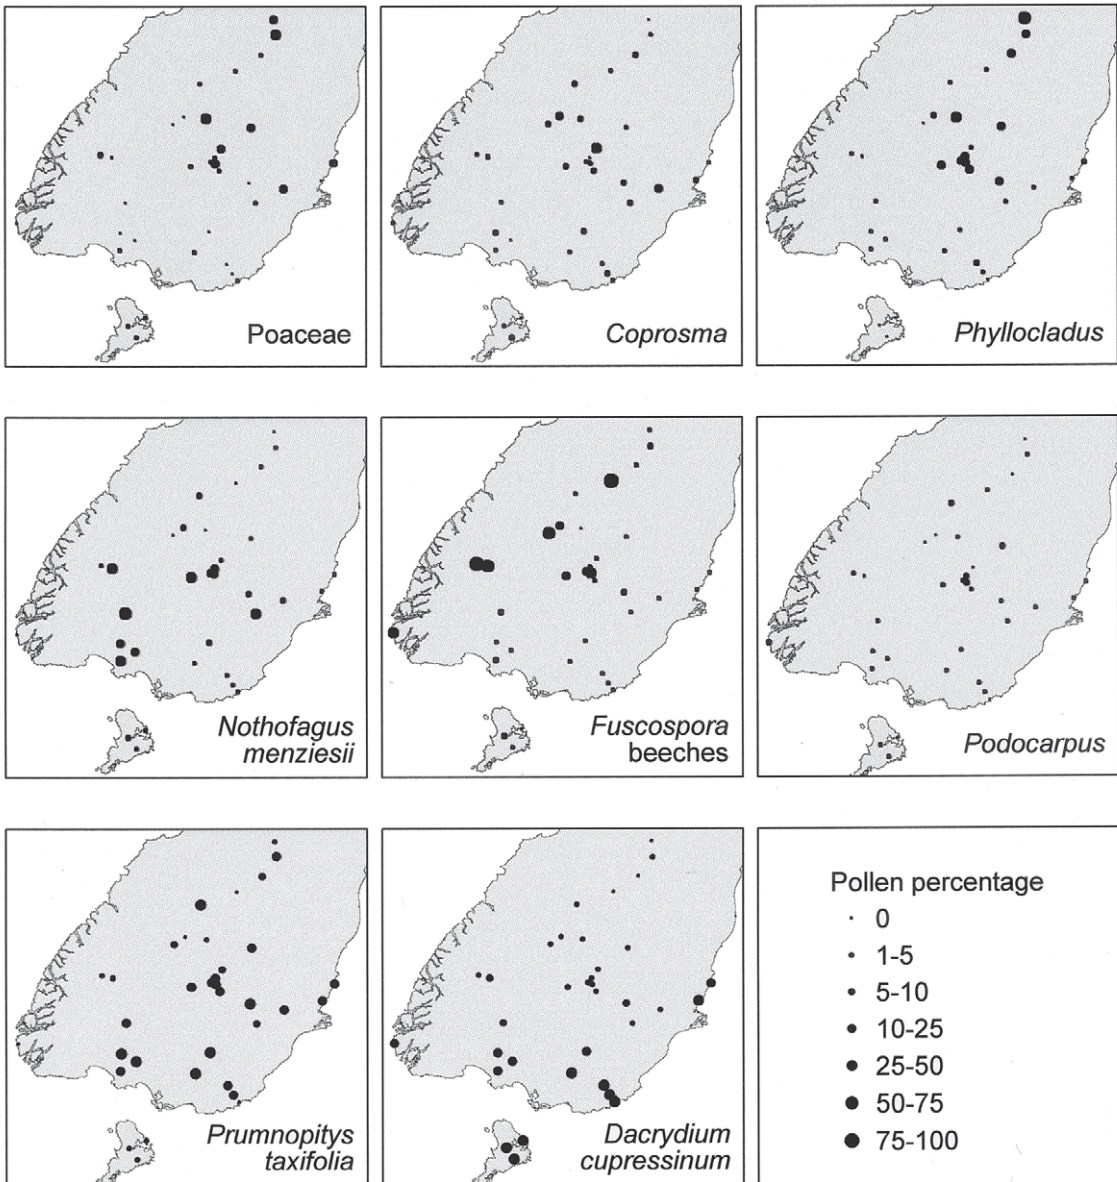 Poaceae
Coprosma
Phyllocladus
Nothofagus
menziesii
Fuscospora
beeches
Podocarpus
Prumnopitys
taxifolia
Dacrydium
cupressinum
Pollen percentage
0
1-5
5-10
10-25
25-50
50-75
75-100